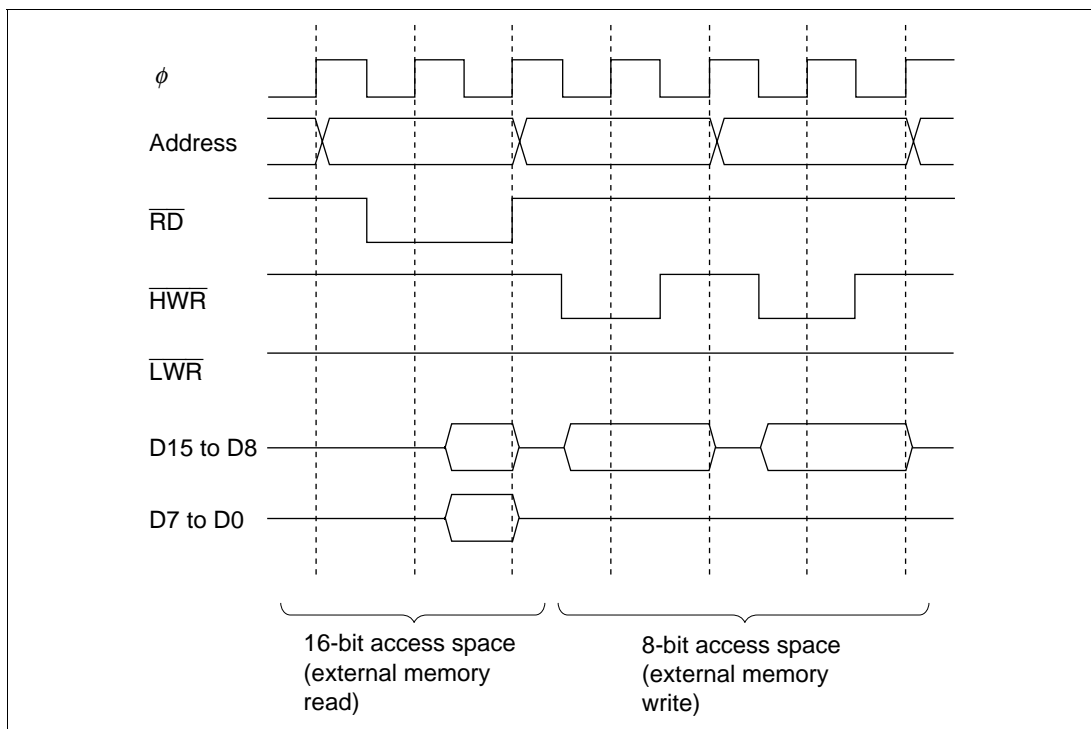 ϕ
Address
RD
HWR
LWR
D15 to D8
D7 to D0
16-bit access space
(external memory
read)
8-bit access space
(external memory
write)